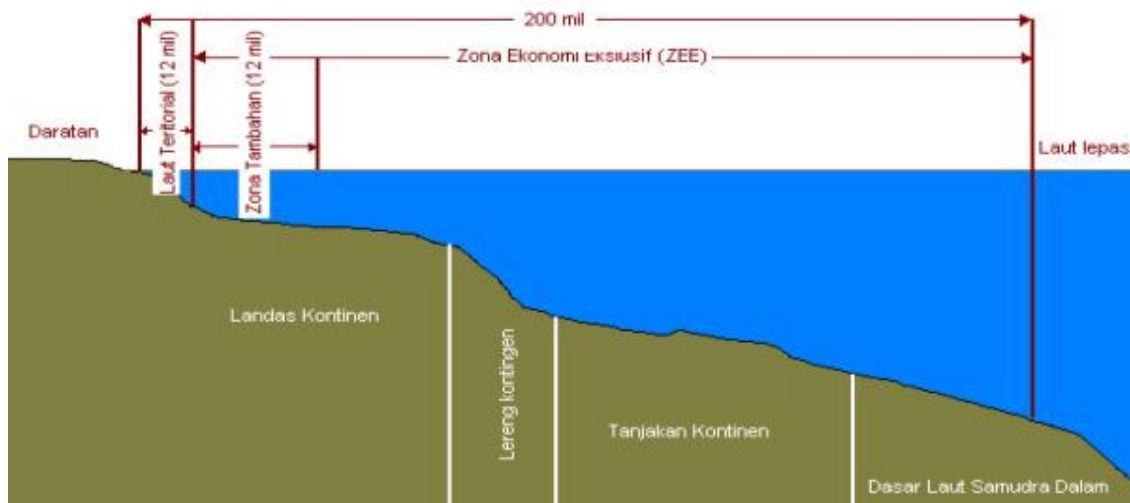 200 mil
Zona Ekonomi Eksiusif (ZEE)
Daratan
Laut Teritorial (12 mil)
Zona Tambahan (12 mil)
Laut lepas
Landas Kontinen
Lereng kontingen
Tanjakan Kontinen
Dasar Laut Samudra Dalam